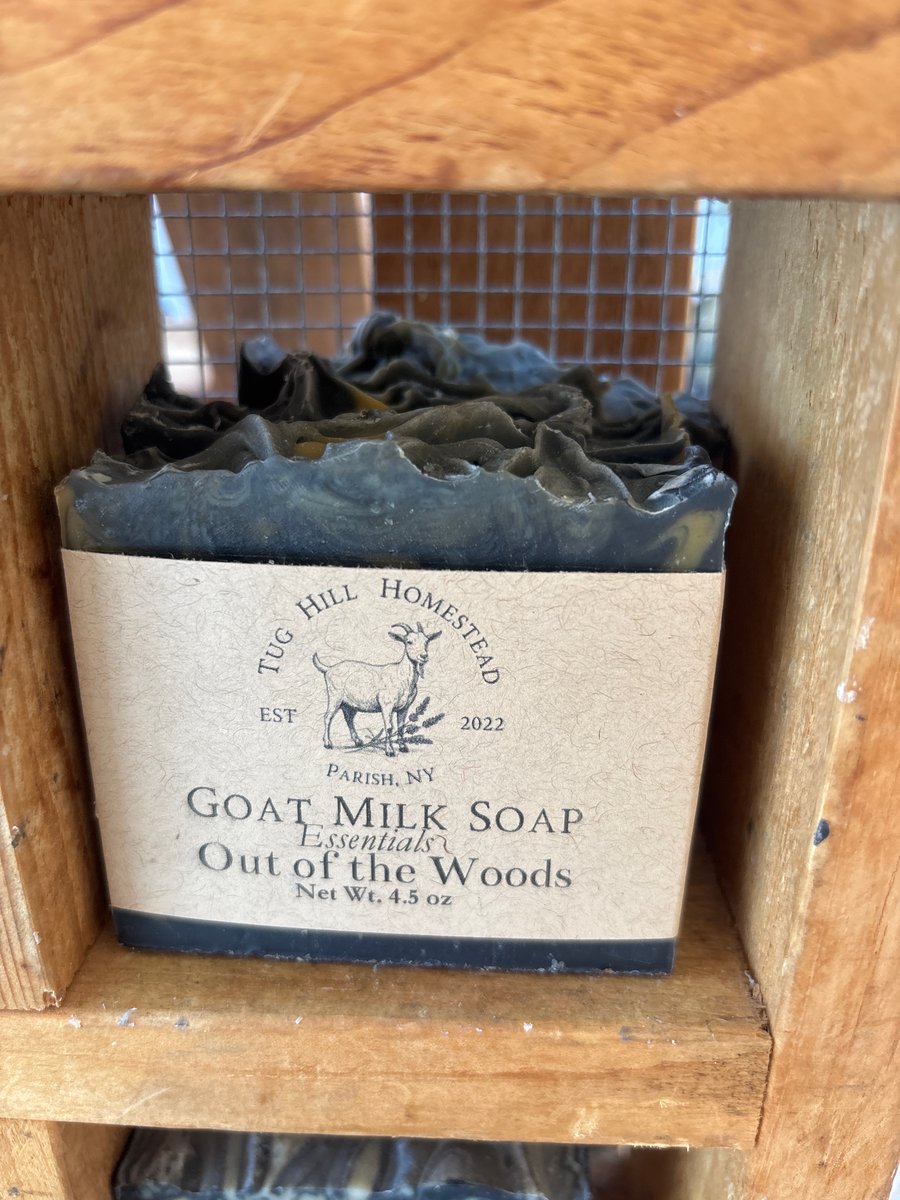 TUG HILL HOMESTEAD
EST 2022
PARISH, NY
GOAT MILK SOAP
Essentials
Out of the Woods
Net Wt. 4.5 oz